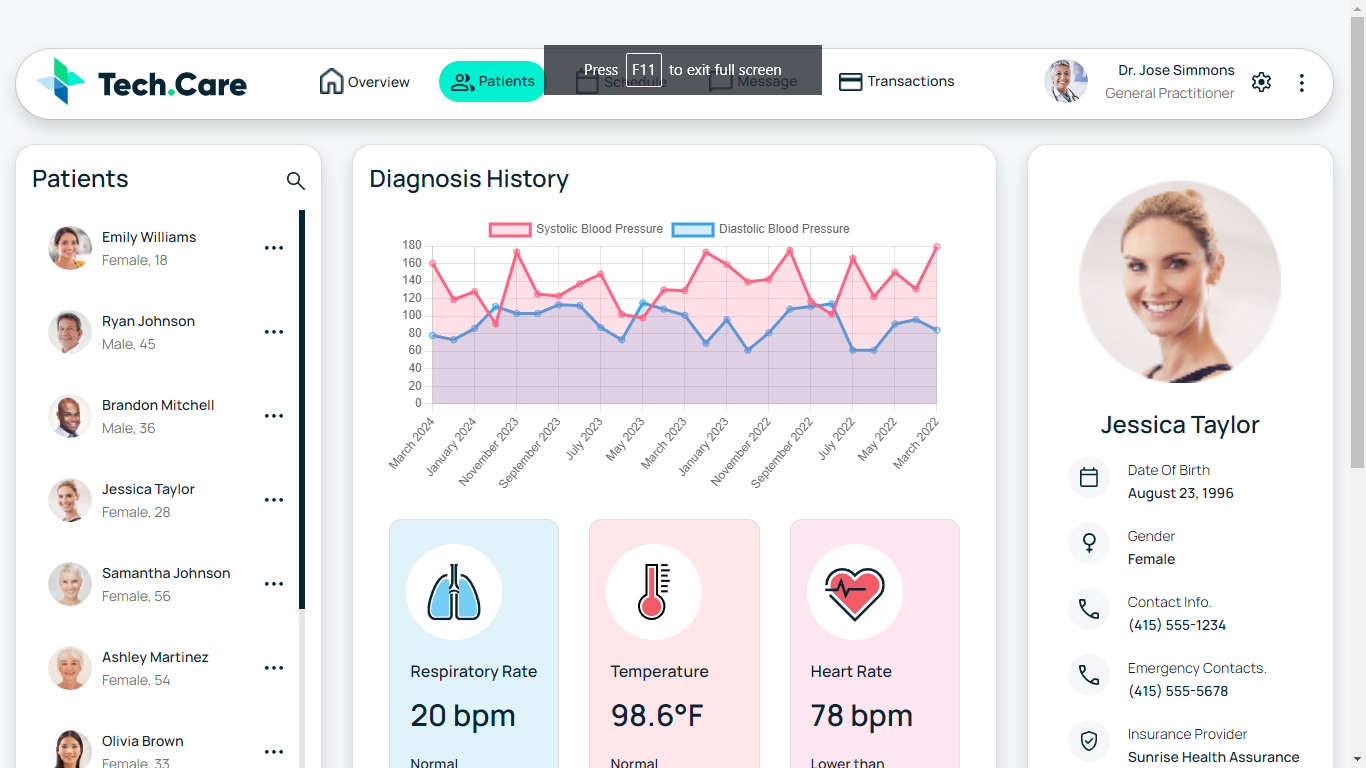 Press F11 to exit full screen
Tech.Care
Overview
Patients
Schedule
Message
Transactions
Dr. Jose Simmons
General Practitioner
Patients
Emily Williams
Female, 18
Ryan Johnson
Male, 45
Brandon Mitchell
Male, 36
Jessica Taylor
Female, 28
Samantha Johnson
Female, 56
Ashley Martinez
Female, 54
Olivia Brown
Female, 33
Diagnosis History
Systolic Blood Pressure
Diastolic Blood Pressure
180
160
140
120
100
80
60
40
20
0
March 2024
January 2024
November 2023
September 2023
July 2023
May 2023
March 2023
January 2023
November 2022
September 2022
July 2022
May 2022
March 2022
Respiratory Rate
20 bpm
Normal
Temperature
98.6°F
Normal
Heart Rate
78 bpm
Lower than
Jessica Taylor
Date Of Birth
August 23, 1996
Gender
Female
Contact Info.
(415) 555-1234
Emergency Contacts.
(415) 555-5678
Insurance Provider
Sunrise Health Assurance